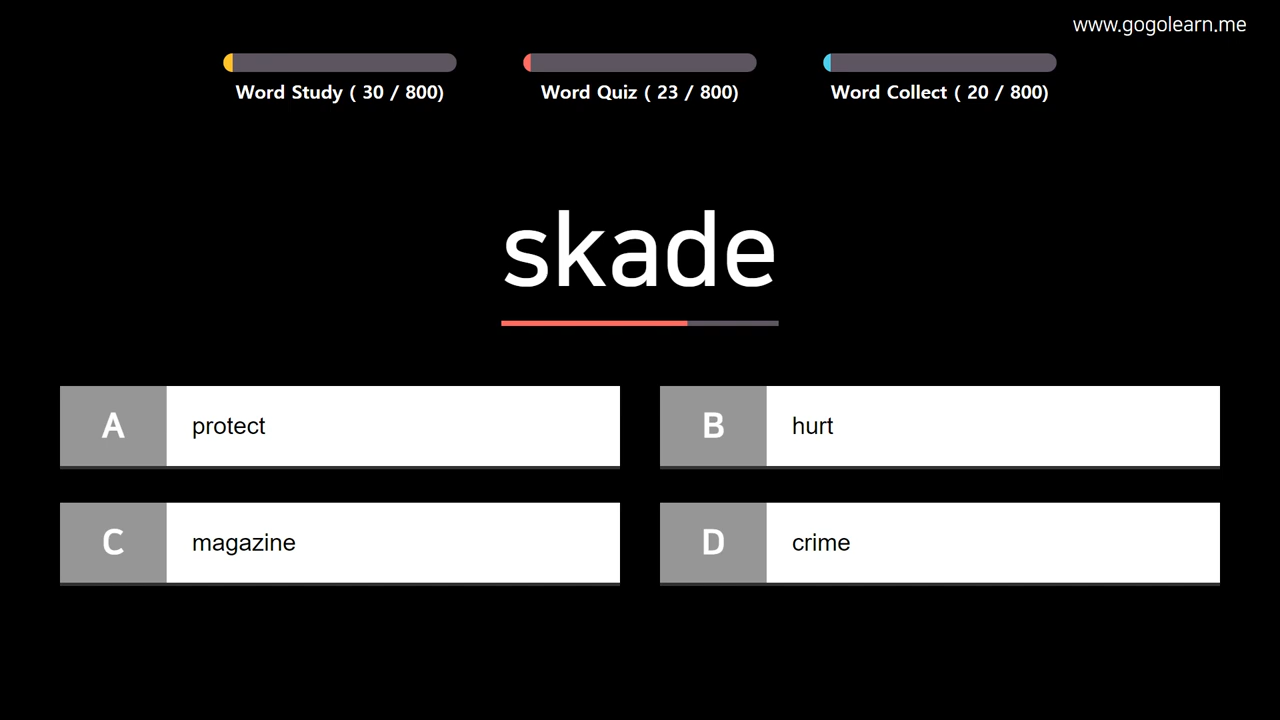 www.gogolearn.me
Word Study ( 30 / 800)
Word Quiz ( 23 / 800)
Word Collect ( 20 / 800)
skade
A protect
B hurt
C magazine
D crime